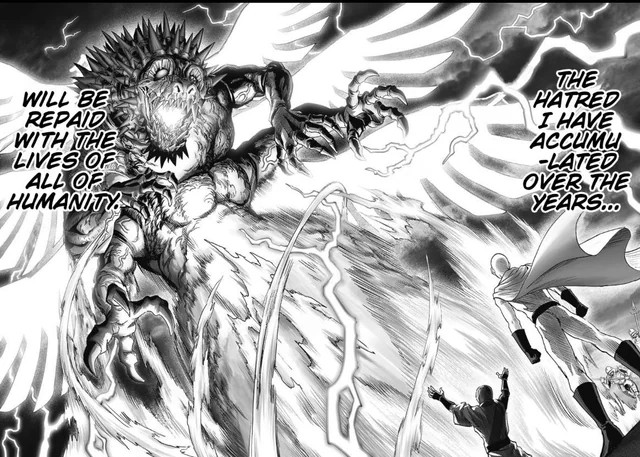 THE
HATRED
I HAVE
ACCUMU
-LATED
OVER THE
YEARS...
WILL BE
REPAID
WITH THE
LIVES OF
ALL OF
HUMANITY.